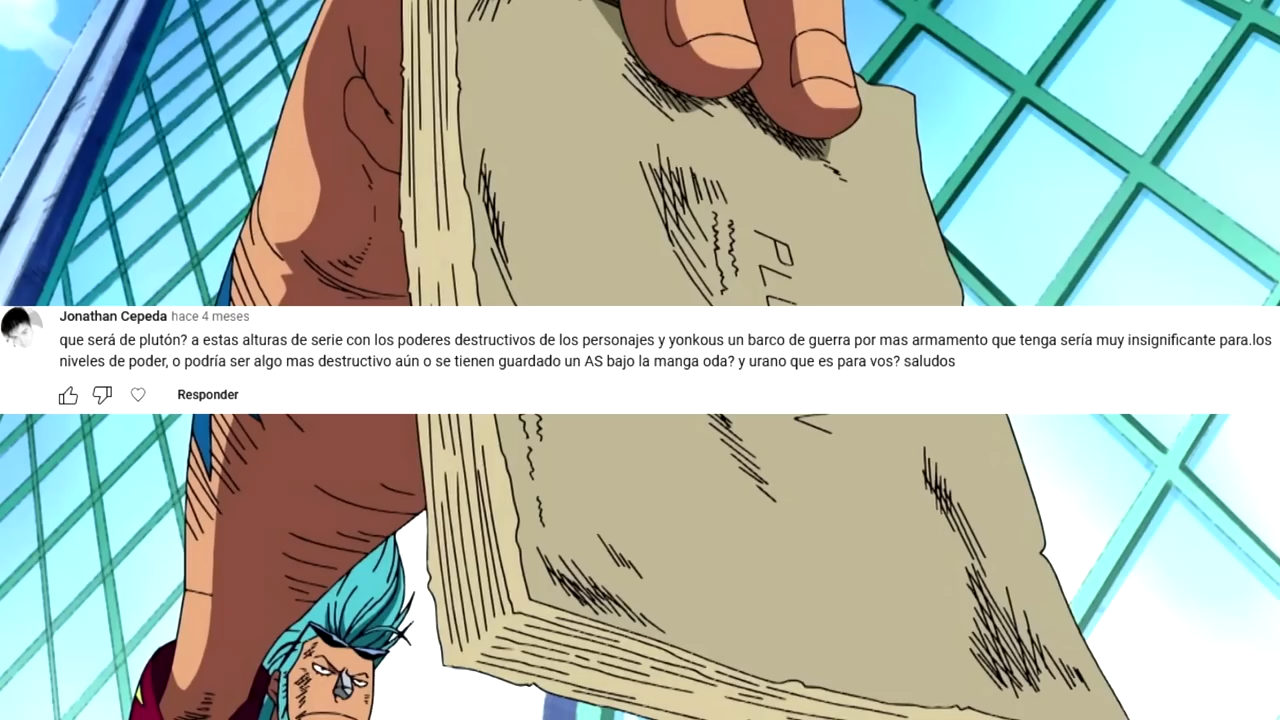 PLU
Jonathan Cepeda hace 4 meses
que será de plutón? a estas alturas de serie con los poderes destructivos de los personajes y yonkous un barco de guerra por mas armamento que tenga sería muy insignificante para.los
niveles de poder, o podría ser algo mas destructivo aún o se tienen guardado un AS bajo la manga oda? y urano que es para vos? saludos
Responder